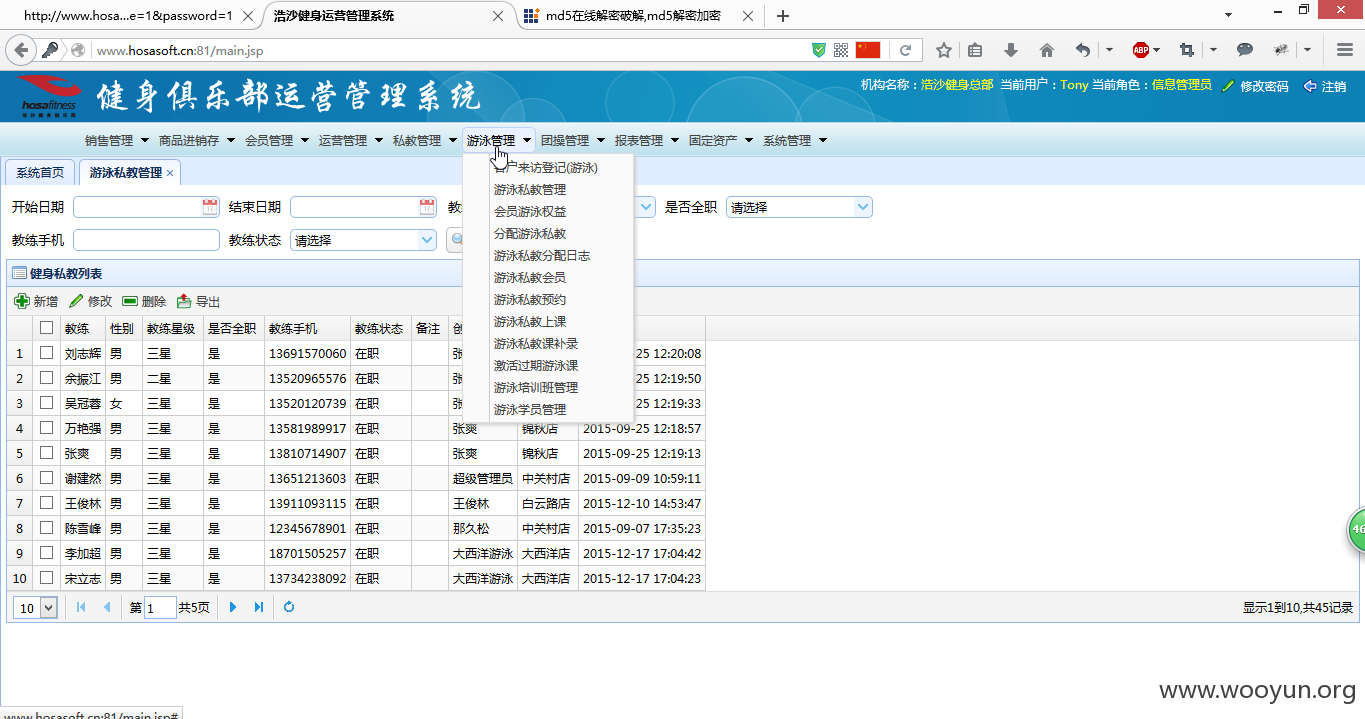 http://www.hosa...e=1&password=1
浩沙健身运营管理系统
md5在线解密破解,md5解密加密
www.hosasoft.cn:81/main.jsp
ABP
hosafitness
健身俱乐部运营管理系统
机构名称：浩沙健身总部 当前用户：Tony 当前角色：信息管理员 修改密码 注销
销售管理 商品进销存 会员管理 运营管理 私教管理 游泳管理 团操管理 报表管理 固定资产 系统管理
系统首页 游泳私教管理
户来访登记(游泳)
游泳私教管理
会员游泳权益
分配游泳私教
游泳私教分配日志
游泳私教会员
游泳私教预约
游泳私教上课
游泳私教课补录
激活过期游泳课
游泳培训班管理
游泳学员管理
开始日期 结束日期 教 是否全职 请选择
教练手机 教练状态 请选择
健身私教列表
新增 修改 删除 导出
教练 性别 教练星级 是否全职 教练手机 教练状态 备注
1 刘志辉 男 三星 是 13691570060 在职 张 25 12:20:08
2 余振江 男 二星 是 13520965576 在职 张 25 12:19:50
3 吴冠蓉 女 三星 是 13520120739 在职 张 25 12:19:33
4 万艳强 男 三星 是 13581989917 在职 张爽 锦秋店 2015-09-25 12:18:57
5 张爽 男 三星 是 13810714907 在职 张爽 锦秋店 2015-09-25 12:19:13
6 谢建然 男 三星 是 13651213603 在职 超级管理员 中关村店 2015-09-09 10:59:11
7 王俊林 男 三星 是 13911093115 在职 王俊林 白云路店 2015-12-10 14:53:47
8 陈雪峰 男 三星 是 12345678901 在职 那久松 中关村店 2015-09-07 17:35:23
9 李加超 男 三星 是 18701505257 在职 大西洋游泳 大西洋店 2015-12-17 17:04:42
10 宋立志 男 三星 是 13734238092 在职 大西洋游泳 大西洋店 2015-12-17 17:04:23
10 第 1 共5页 显示1到10,共45记录
46
www.wooyun.org
www.hosasoft.cn:81/main.jsp#